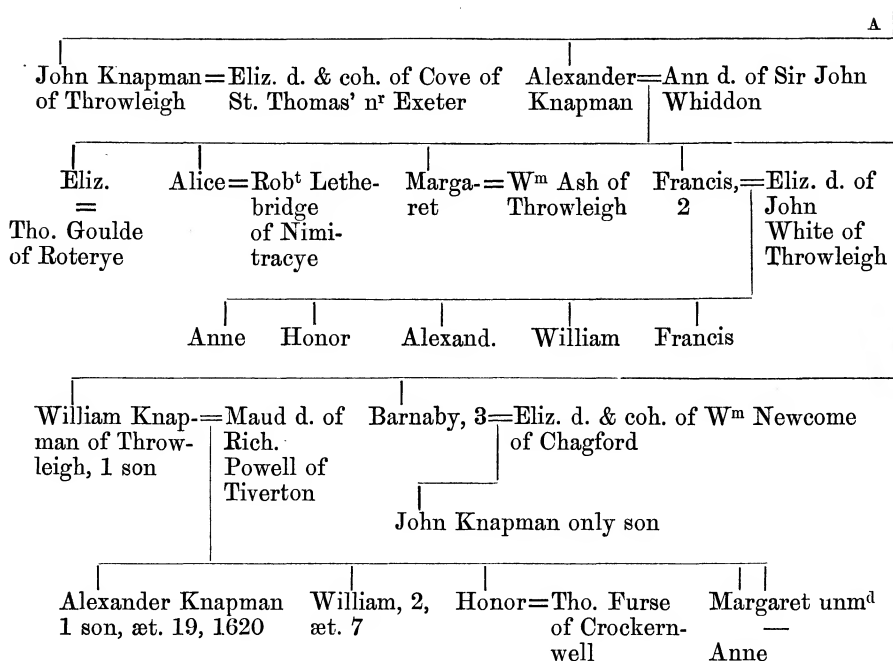 A
John Knapman=Eliz. d. & coh. of Cove of Alexander=Ann d. of Sir John
of Throwleigh St. Thomas' nʳ Exeter Knapman Whiddon
Eliz. Alice=Robᵗ Lethe- Marga-=Wᵐ Ash of Francis,=Eliz. d. of
= bridge ret Throwleigh 2 John
Tho. Goulde of Nimi- White of
of Roterye tracye Throwleigh
Anne Honor Alexand. William Francis
William Knap-=Maud d. of Barnaby, 3=Eliz. d. & coh. of Wᵐ Newcome
man of Throw- Rich. of Chagford
leigh, 1 son Powell of
Tiverton
John Knapman only son
Alexander Knapman William, 2, Honor=Tho. Furse Margaret unmᵈ
1 son, æt. 19, 1620 æt. 7 of Crockern- —
well Anne